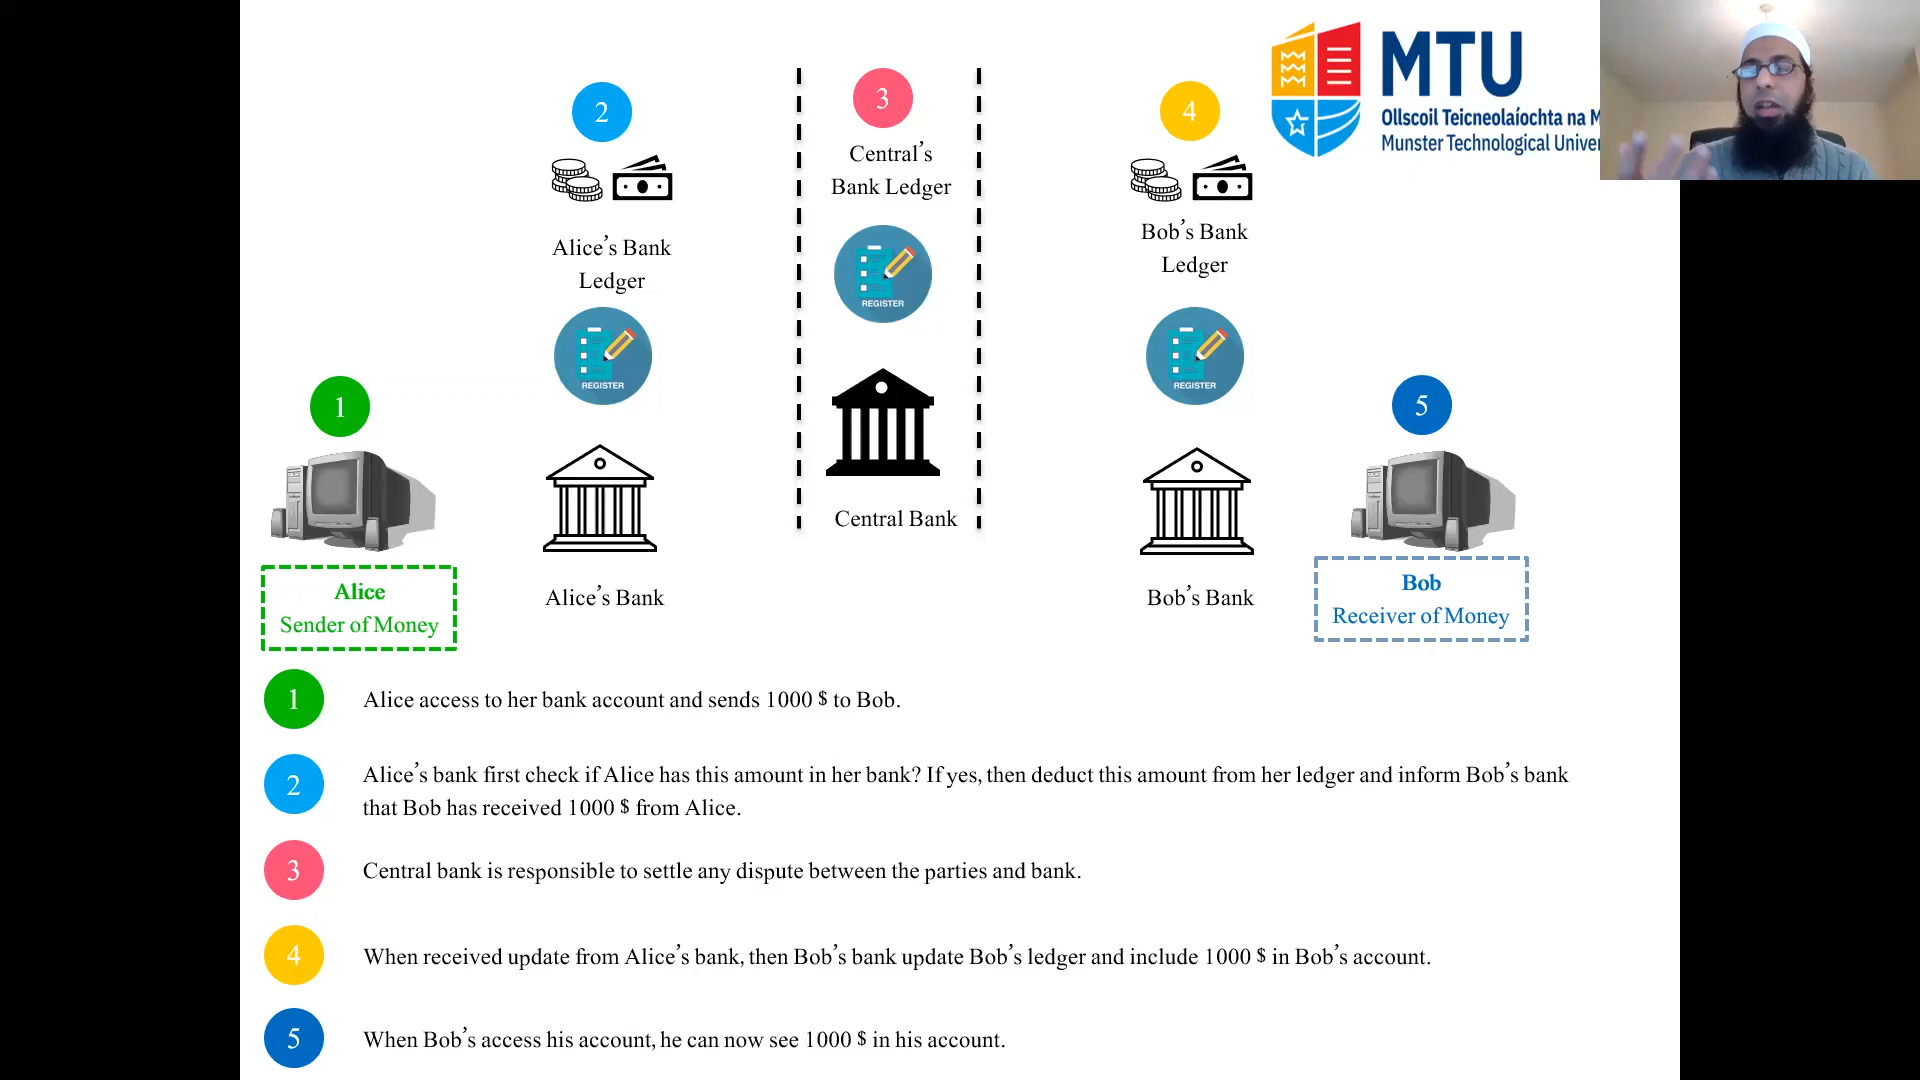 2
3
4
MTU
Ollscoil Teicneolaíochta na M
Munster Technological Univer
Central's
Bank Ledger
Alice's Bank
Ledger
Bob's Bank
Ledger
REGISTER
REGISTER
REGISTER
1
5
Central Bank
Alice
Sender of Money
Alice's Bank
Bob's Bank
Bob
Receiver of Money
1 Alice access to her bank account and sends 1000 $ to Bob.
2 Alice's bank first check if Alice has this amount in her bank? If yes, then deduct this amount from her ledger and inform Bob's bank
that Bob has received 1000 $ from Alice.
3 Central bank is responsible to settle any dispute between the parties and bank.
4 When received update from Alice's bank, then Bob's bank update Bob's ledger and include 1000 $ in Bob's account.
5 When Bob's access his account, he can now see 1000 $ in his account.